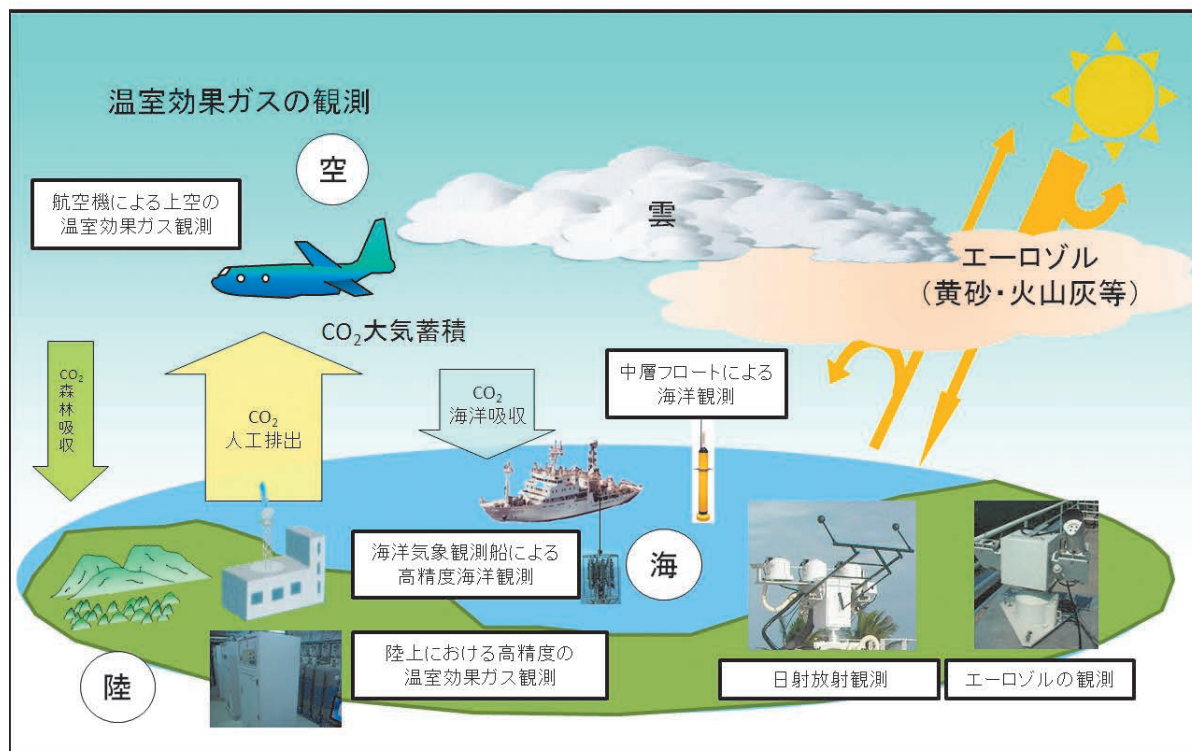 温室効果ガスの観測
空
航空機による上空の
温室効果ガス観測
雲
エーロゾル
（黄砂・火山灰等）
CO₂大気蓄積
CO₂
森林吸収
CO₂
人工排出
CO₂
海洋吸収
中層フロートによる
海洋観測
海洋気象観測船による
高精度海洋観測
海
陸上における高精度の
温室効果ガス観測
陸
日射放射観測
エーロゾルの観測